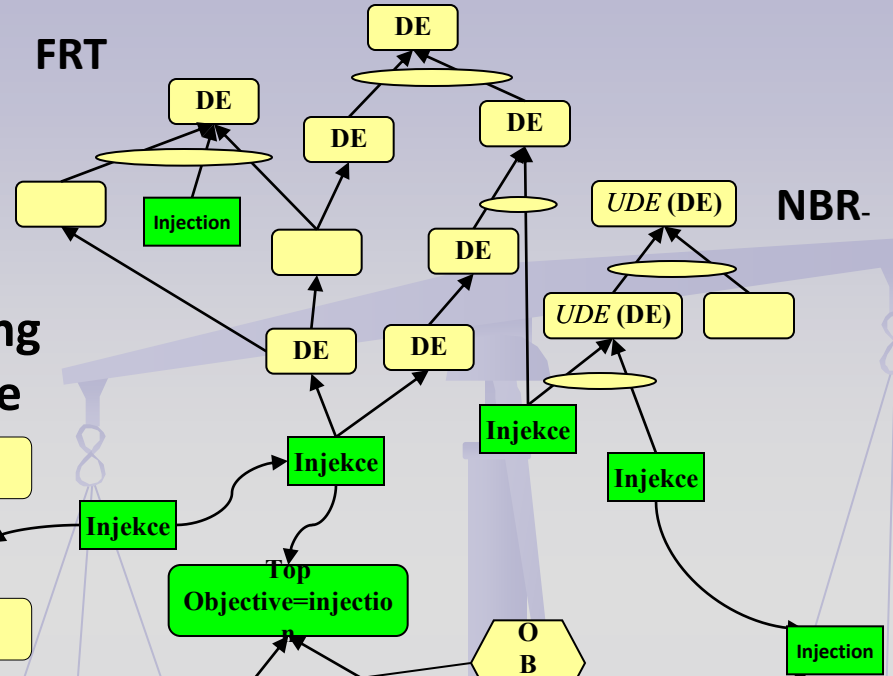 DE
FRT
DE
DE
DE
UDE (DE)
NBR-
Injection
DE
UDE (DE)
ng
DE
DE
e
Injekce
Injekce
Injekce
Injekce
Top
Objective=injectio
n
O
B
Injection